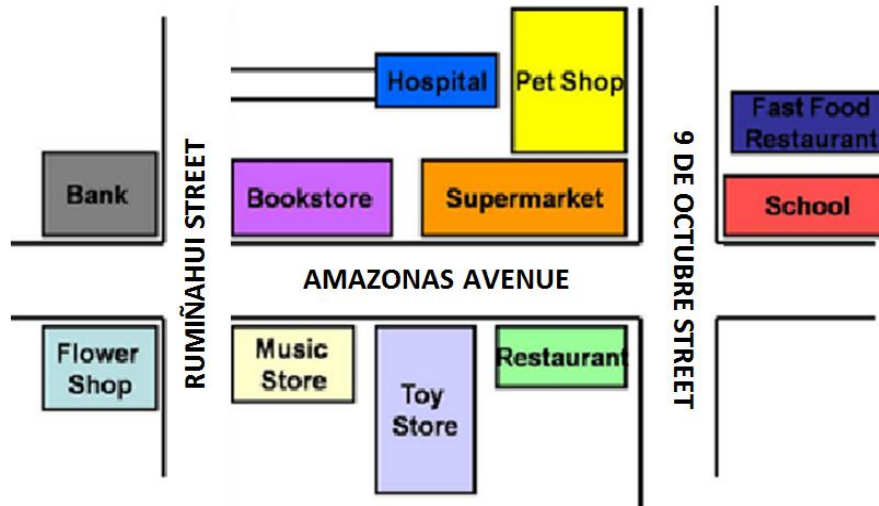 Hospital
Pet Shop
Fast Food
Restaurant
Bank
RUMIÑAHUI STREET
Bookstore
Supermarket
9 DE OCTUBRE STREET
School
AMAZONAS AVENUE
Flower
Shop
Music
Store
Toy
Store
Restaurant